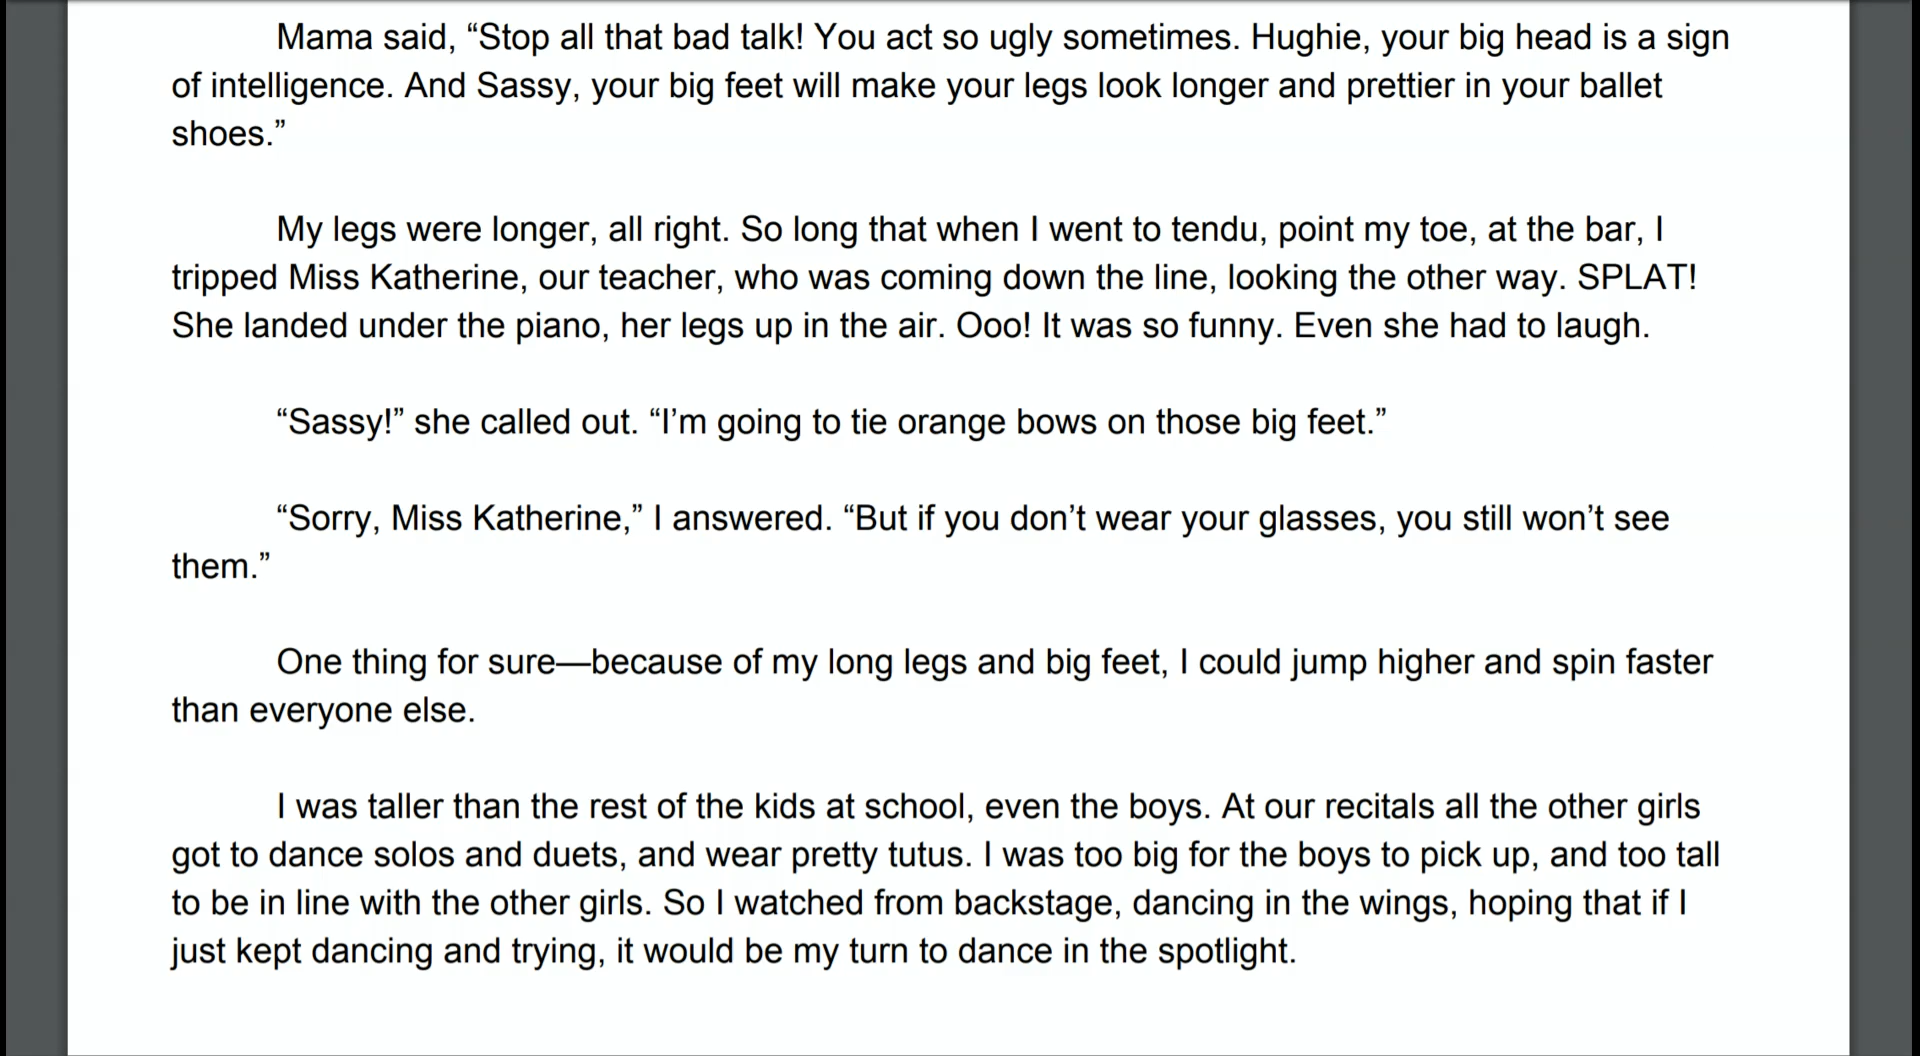 Mama said, “Stop all that bad talk! You act so ugly sometimes. Hughie, your big head is a sign
of intelligence. And Sassy, your big feet will make your legs look longer and prettier in your ballet
shoes.”
My legs were longer, all right. So long that when I went to tendu, point my toe, at the bar, I
tripped Miss Katherine, our teacher, who was coming down the line, looking the other way. SPLAT!
She landed under the piano, her legs up in the air. Ooo! It was so funny. Even she had to laugh.
“Sassy!” she called out. “I’m going to tie orange bows on those big feet.”
“Sorry, Miss Katherine,” I answered. “But if you don’t wear your glasses, you still won’t see
them.”
One thing for sure—because of my long legs and big feet, I could jump higher and spin faster
than everyone else.
I was taller than the rest of the kids at school, even the boys. At our recitals all the other girls
got to dance solos and duets, and wear pretty tutus. I was too big for the boys to pick up, and too tall
to be in line with the other girls. So I watched from backstage, dancing in the wings, hoping that if I
just kept dancing and trying, it would be my turn to dance in the spotlight.